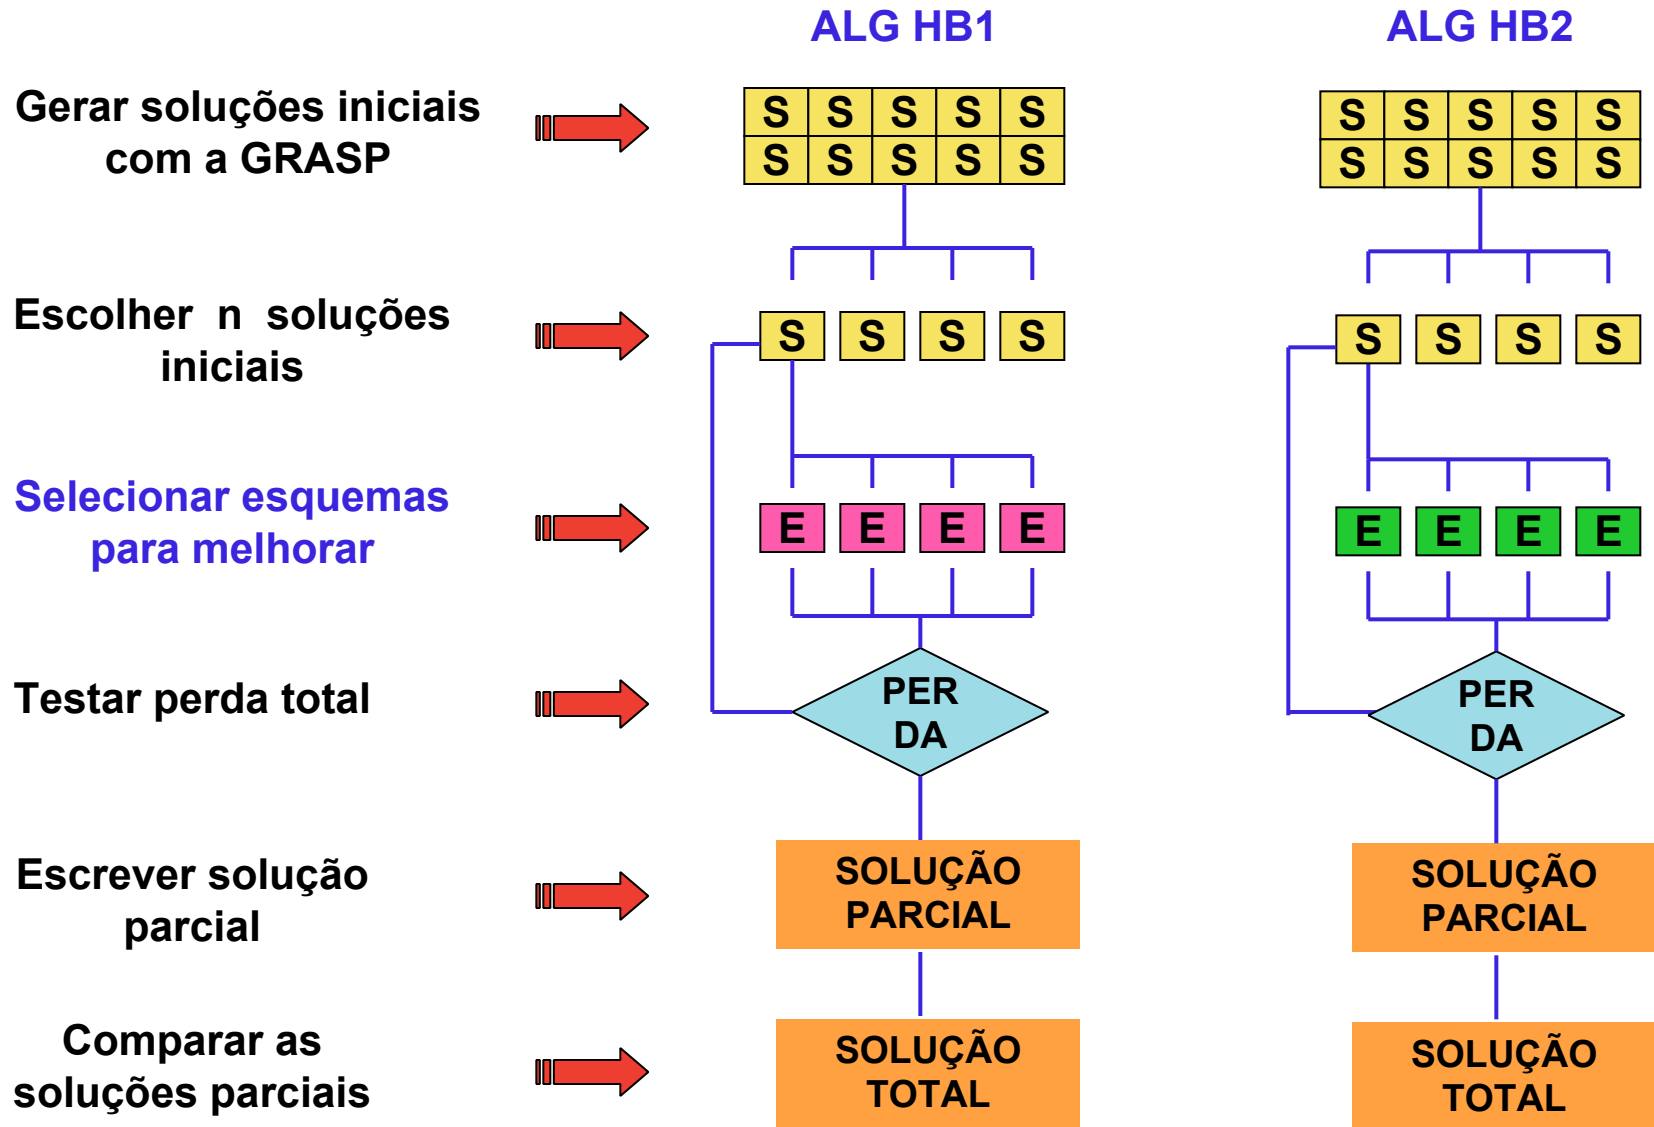 ALG HB1 ALG HB2
Gerar soluções iniciais
com a GRASP
S S S S S S S S S S
S S S S S S S S S S
Escolher n soluções
iniciais
S S S S S S S S
Selecionar esquemas
para melhorar
E E E E E E E E
Testar perda total
PER
DA
PER
DA
Escrever solução
parcial
SOLUÇÃO
PARCIAL
SOLUÇÃO
PARCIAL
Comparar as
soluções parciais
SOLUÇÃO
TOTAL
SOLUÇÃO
TOTAL